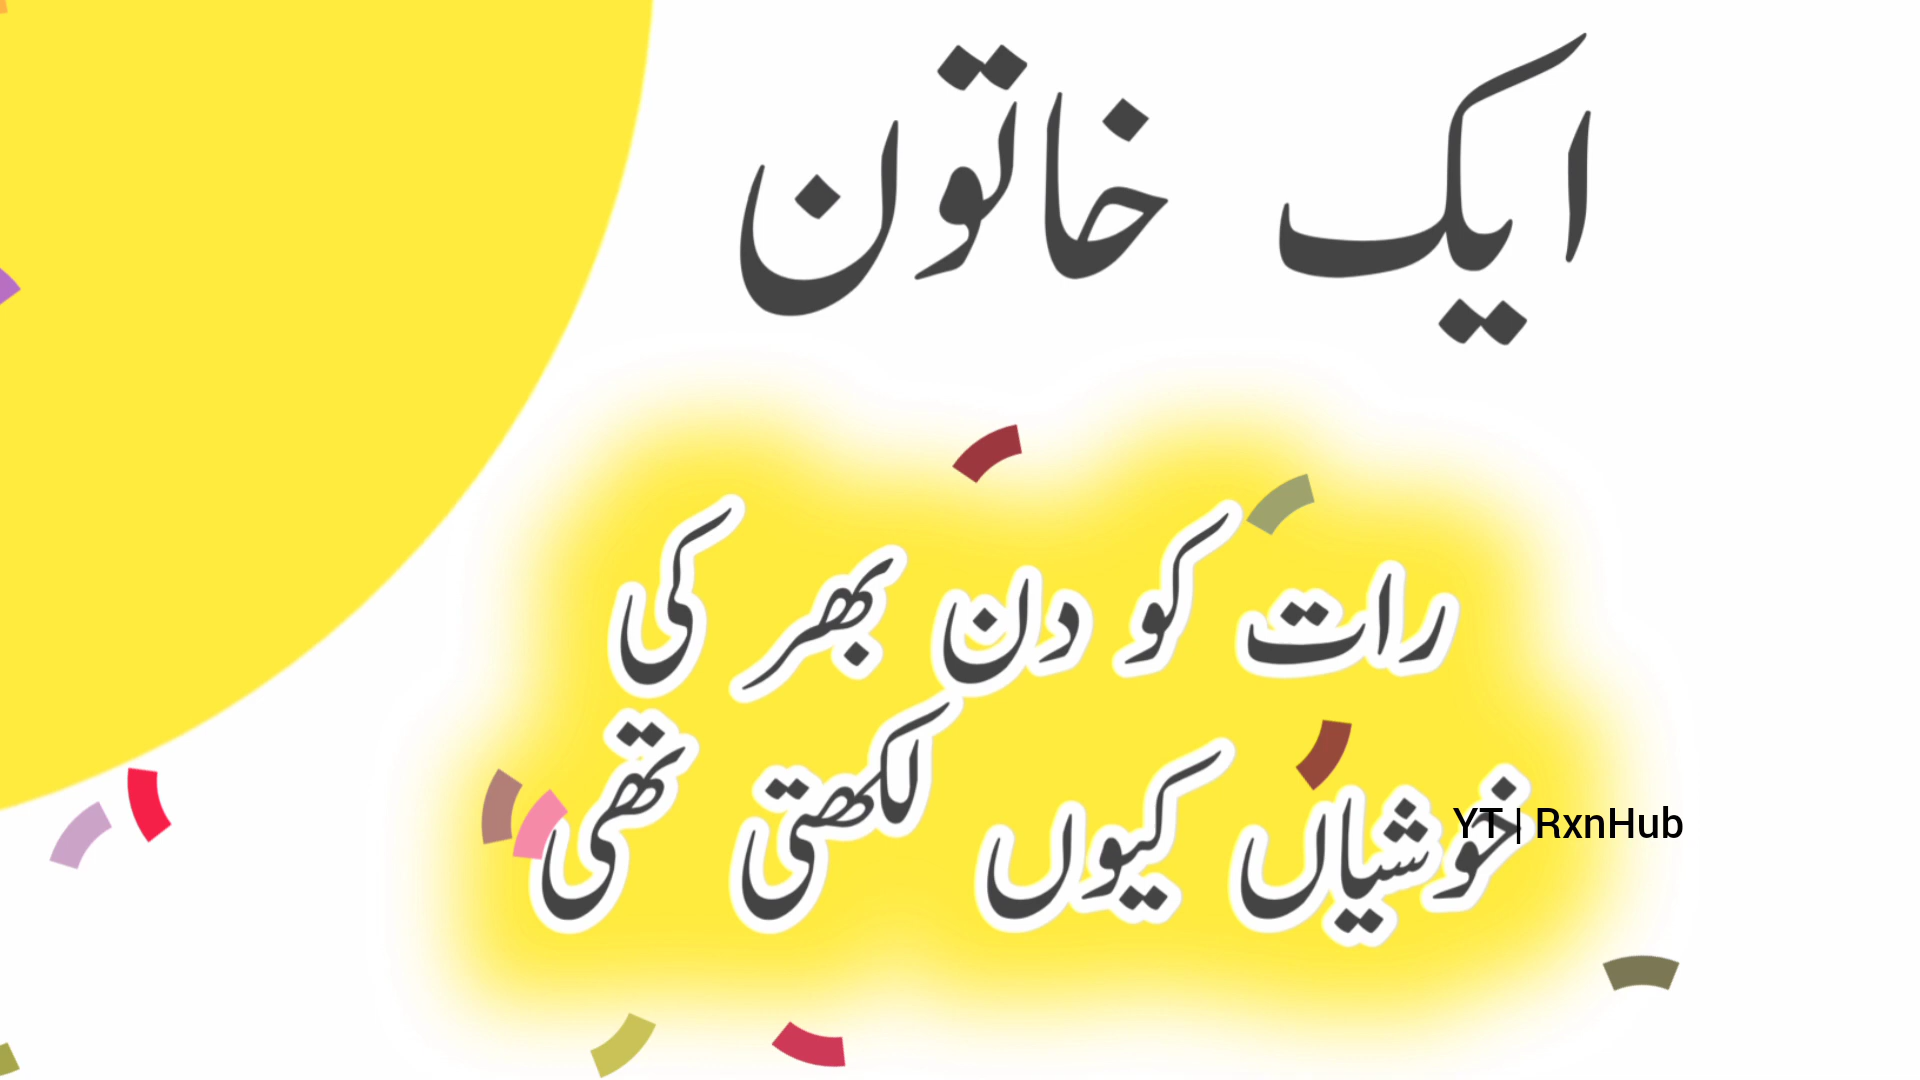 ایک خاتون
رات کو دن بھر کی
خوشیاں کیوں لکھتی تھی
YT | RxnHub